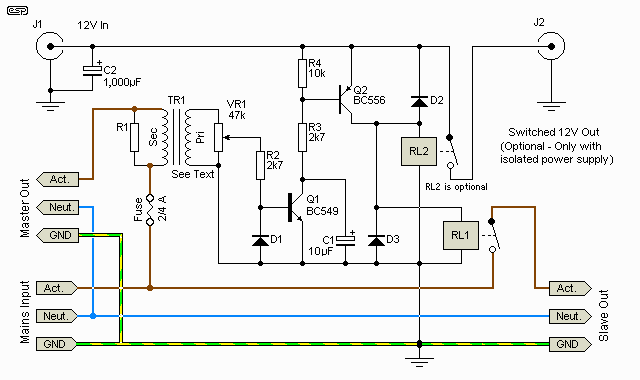 esp
J1
12V In
J2
C2
1,000µF
+
R4
10k
Q2
BC556
D2
TR1
VR1
47k
R1
Sec
Pri
R3
2k7
R2
2k7
See Text
RL2
RL2 is optional
Switched 12V Out
(Optional - Only with
isolated power supply)
Master Out
Act.
Neut.
GND
Fuse
2/4 A
Q1
BC549
D1
C1
10µF
+
D3
RL1
Mains Input
Act.
Neut.
GND
Slave Out
Act.
Neut.
GND